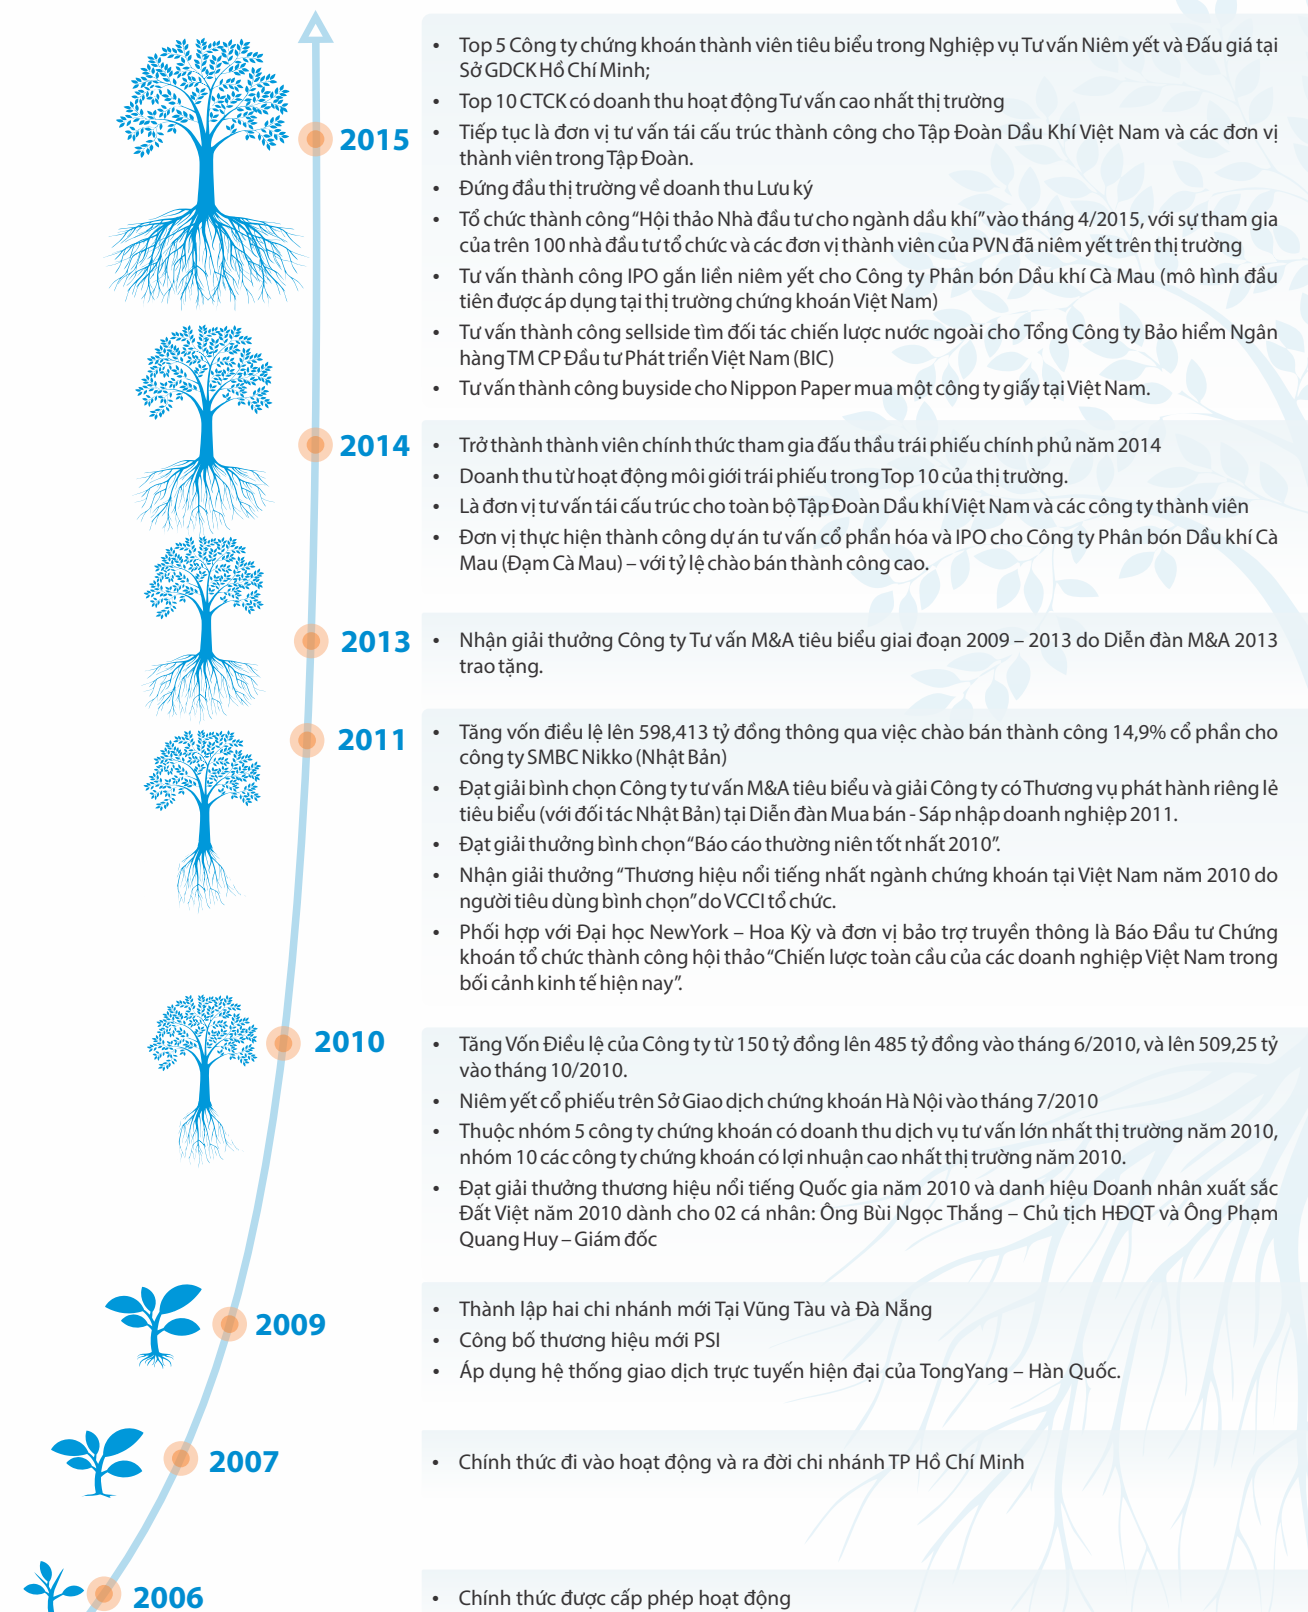 2015
• Top 5 Công ty chứng khoán thành viên tiêu biểu trong Nghiệp vụ Tư vấn Niêm yết và Đấu giá tại
Sở GDCK Hồ Chí Minh;
• Top 10 CTCK có doanh thu hoạt động Tư vấn cao nhất thị trường
• Tiếp tục là đơn vị tư vấn tái cấu trúc thành công cho Tập Đoàn Dầu Khí Việt Nam và các đơn vị
thành viên trong Tập Đoàn.
• Đứng đầu thị trường về doanh thu Lưu ký
• Tổ chức thành công “Hội thảo Nhà đầu tư cho ngành dầu khí” vào tháng 4/2015, với sự tham gia
của trên 100 nhà đầu tư tổ chức và các đơn vị thành viên của PVN đã niêm yết trên thị trường
• Tư vấn thành công IPO gắn liền niêm yết cho Công ty Phân bón Dầu khí Cà Mau (mô hình đầu
tiên được áp dụng tại thị trường chứng khoán Việt Nam)
• Tư vấn thành công sellside tìm đối tác chiến lược nước ngoài cho Tổng Công ty Bảo hiểm Ngân
hàng TM CP Đầu tư Phát triển Việt Nam (BIC)
• Tư vấn thành công buyside cho Nippon Paper mua một công ty giấy tại Việt Nam.
2014
• Trở thành thành viên chính thức tham gia đấu thầu trái phiếu chính phủ năm 2014
• Doanh thu từ hoạt động môi giới trái phiếu trong Top 10 của thị trường.
• Là đơn vị tư vấn tái cấu trúc cho toàn bộ Tập Đoàn Dầu khí Việt Nam và các công ty thành viên
• Đơn vị thực hiện thành công dự án tư vấn cổ phần hóa và IPO cho Công ty Phân bón Dầu khí Cà
Mau (Đạm Cà Mau) – với tỷ lệ chào bán thành công cao.
2013
• Nhận giải thưởng Công ty Tư vấn M&A tiêu biểu giai đoạn 2009 – 2013 do Diễn đàn M&A 2013
trao tặng.
2011
• Tăng vốn điều lệ lên 598,413 tỷ đồng thông qua việc chào bán thành công 14,9% cổ phần cho
công ty SMBC Nikko (Nhật Bản)
• Đạt giải bình chọn Công ty tư vấn M&A tiêu biểu và giải Công ty có Thương vụ phát hành riêng lẻ
tiêu biểu (với đối tác Nhật Bản) tại Diễn đàn Mua bán - Sáp nhập doanh nghiệp 2011.
• Đạt giải thưởng bình chọn “Báo cáo thường niên tốt nhất 2010”.
• Nhận giải thưởng “Thương hiệu nổi tiếng nhất ngành chứng khoán tại Việt Nam năm 2010 do
người tiêu dùng bình chọn” do VCCI tổ chức.
• Phối hợp với Đại học NewYork – Hoa Kỳ và đơn vị bảo trợ truyền thông là Báo Đầu tư Chứng
khoán tổ chức thành công hội thảo “Chiến lược toàn cầu của các doanh nghiệp Việt Nam trong
bối cảnh kinh tế hiện nay”.
2010
• Tăng Vốn Điều lệ của Công ty từ 150 tỷ đồng lên 485 tỷ đồng vào tháng 6/2010, và lên 509,25 tỷ
vào tháng 10/2010.
• Niêm yết cổ phiếu trên Sở Giao dịch chứng khoán Hà Nội vào tháng 7/2010
• Thuộc nhóm 5 công ty chứng khoán có doanh thu dịch vụ tư vấn lớn nhất thị trường năm 2010,
nhóm 10 các công ty chứng khoán có lợi nhuận cao nhất thị trường năm 2010.
• Đạt giải thưởng thương hiệu nổi tiếng Quốc gia năm 2010 và danh hiệu Doanh nhân xuất sắc
Đất Việt năm 2010 dành cho 02 cá nhân: Ông Bùi Ngọc Thắng – Chủ tịch HĐQT và Ông Phạm
Quang Huy – Giám đốc
2009
• Thành lập hai chi nhánh mới Tại Vũng Tàu và Đà Nẵng
• Công bố thương hiệu mới PSI
• Áp dụng hệ thống giao dịch trực tuyến hiện đại của TongYang – Hàn Quốc.
2007
• Chính thức đi vào hoạt động và ra đời chi nhánh TP Hồ Chí Minh
2006
• Chính thức được cấp phép hoạt động